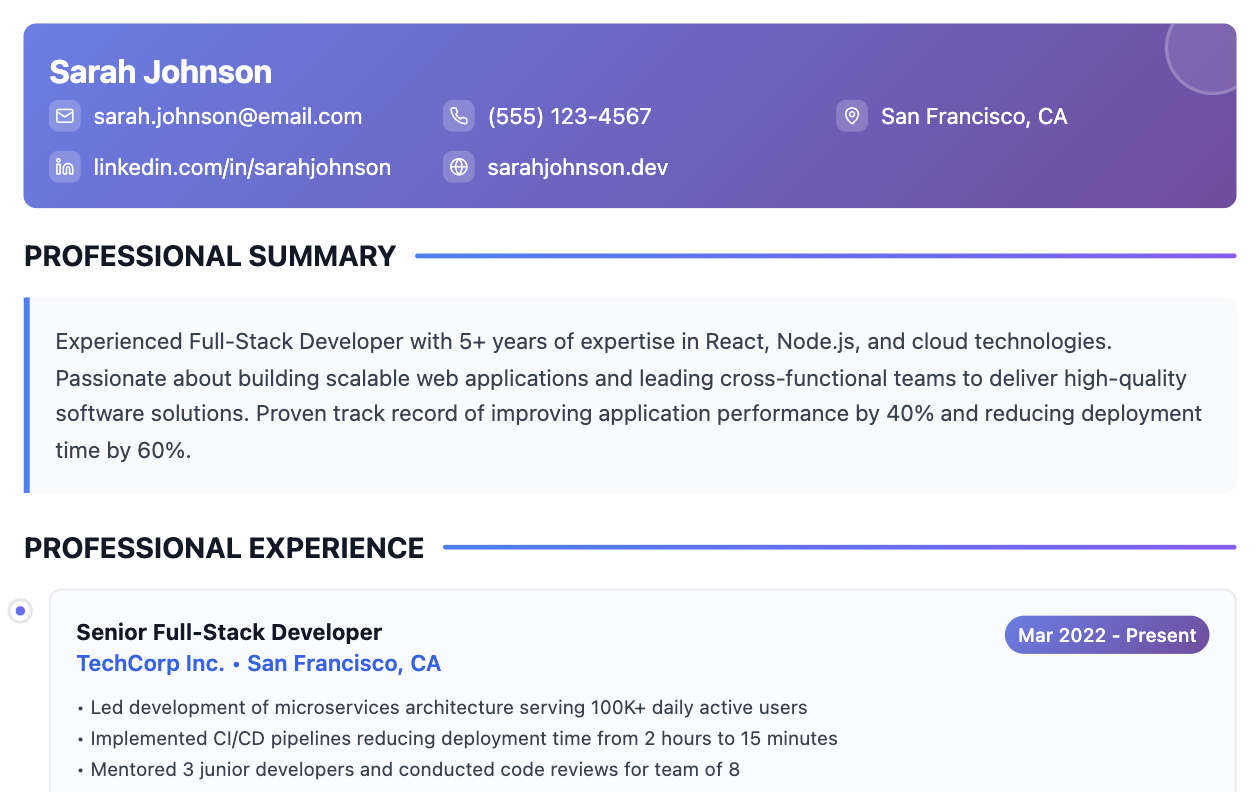 Sarah Johnson
sarah.johnson@email.com (555) 123-4567 San Francisco, CA
linkedin.com/in/sarahjohnson sarahjohnson.dev
PROFESSIONAL SUMMARY
Experienced Full-Stack Developer with 5+ years of expertise in React, Node.js, and cloud technologies.
Passionate about building scalable web applications and leading cross-functional teams to deliver high-quality
software solutions. Proven track record of improving application performance by 40% and reducing deployment
time by 60%.
PROFESSIONAL EXPERIENCE
Senior Full-Stack Developer Mar 2022 - Present
TechCorp Inc. • San Francisco, CA
• Led development of microservices architecture serving 100K+ daily active users
• Implemented CI/CD pipelines reducing deployment time from 2 hours to 15 minutes
• Mentored 3 junior developers and conducted code reviews for team of 8